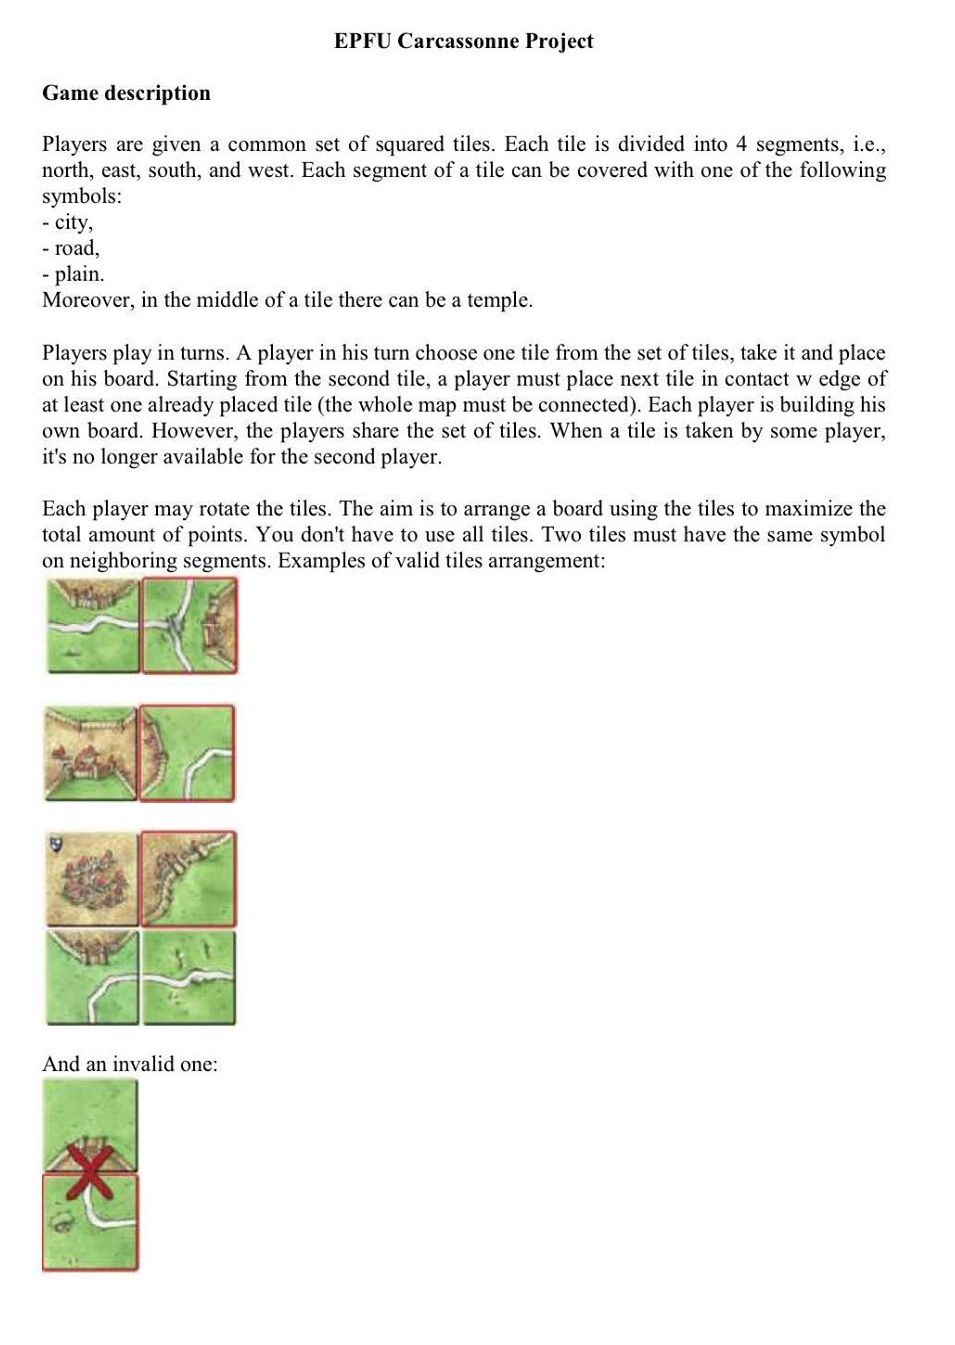 EPFU Carcassonne Project
Game description
Players are given a common set of squared tiles. Each tile is divided into 4 segments, i.e.,
north, east, south, and west. Each segment of a tile can be covered with one of the following
symbols:
- city,
- road,
- plain.
Moreover, in the middle of a tile there can be a temple.
Players play in turns. A player in his turn choose one tile from the set of tiles, take it and place
on his board. Starting from the second tile, a player must place next tile in contact w edge of
at least one already placed tile (the whole map must be connected). Each player is building his
own board. However, the players share the set of tiles. When a tile is taken by some player,
it's no longer available for the second player.
Each player may rotate the tiles. The aim is to arrange a board using the tiles to maximize the
total amount of points. You don't have to use all tiles. Two tiles must have the same symbol
on neighboring segments. Examples of valid tiles arrangement:
And an invalid one: